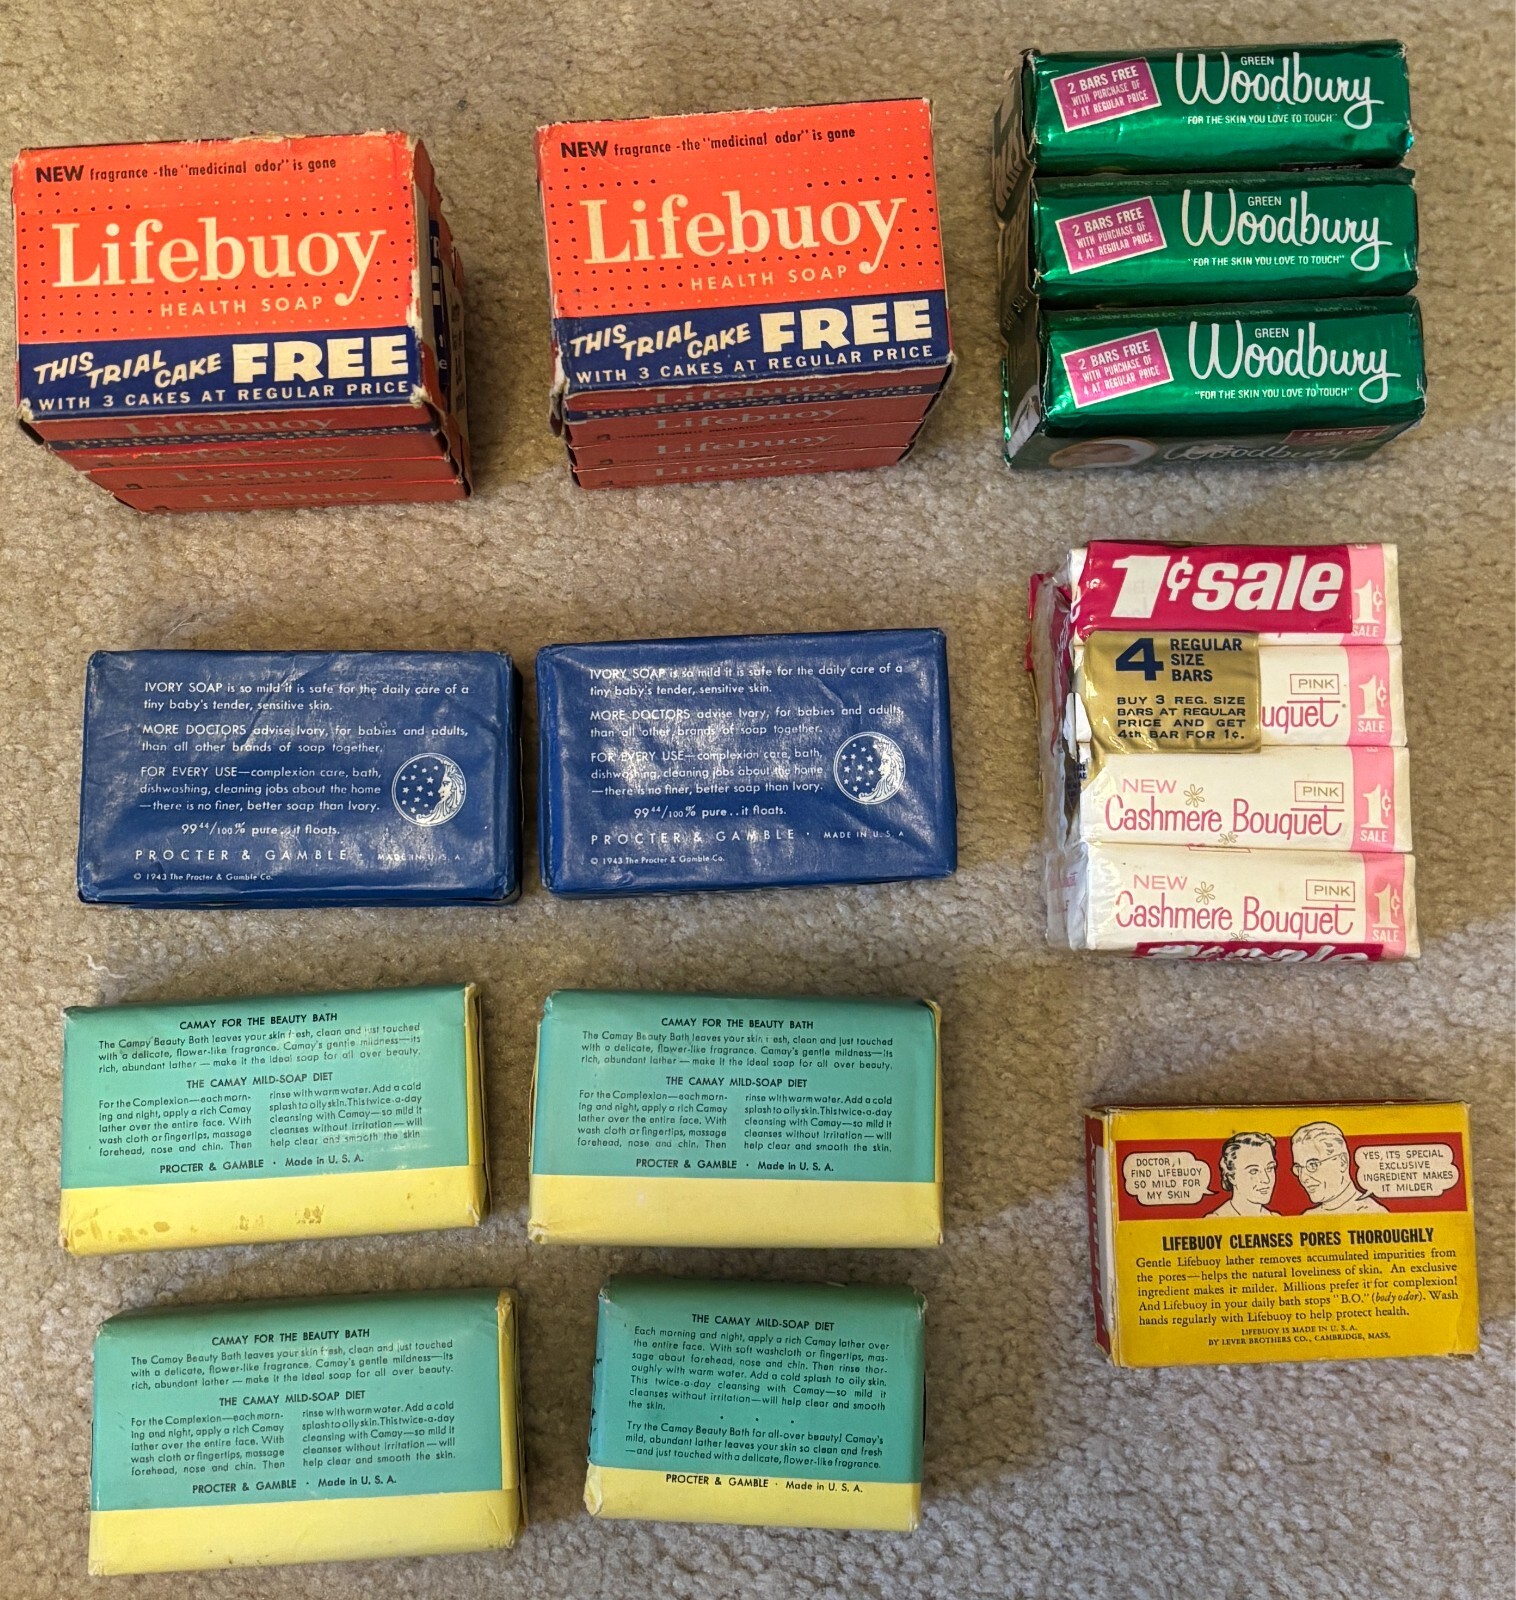 NEW fragrance - the "medicinal odor" is gone
Lifebuoy
HEALTH SOAP
THIS TRIAL CAKE FREE
WITH 3 CAKES AT REGULAR PRICE
Lifebuoy
Lifebuoy
Lifebuoy
Lifebuoy
NEW fragrance - the "medicinal odor" is gone
Lifebuoy
HEALTH SOAP
THIS TRIAL CAKE FREE
WITH 3 CAKES AT REGULAR PRICE
Lifebuoy
Lifebuoy
Lifebuoy
Lifebuoy
2 BARS FREE
WITH PURCHASE OF
4 AT REGULAR PRICE
GREEN
Woodbury
"FOR THE SKIN YOU LOVE TO TOUCH"
2 BARS FREE
WITH PURCHASE OF
4 AT REGULAR PRICE
GREEN
Woodbury
"FOR THE SKIN YOU LOVE TO TOUCH"
2 BARS FREE
WITH PURCHASE OF
4 AT REGULAR PRICE
GREEN
Woodbury
"FOR THE SKIN YOU LOVE TO TOUCH"
Woodbury
IVORY SOAP is so mild it is safe for the daily care of a
tiny baby's tender, sensitive skin.
MORE DOCTORS advise Ivory, for babies and adults,
than all other brands of soap together.
FOR EVERY USE—complexion care, bath,
dishwashing, cleaning jobs about the home
—there is no finer, better soap than Ivory.
99 44/100% pure..it floats.
PROCTER & GAMBLE · MADE IN U. S. A.
© 1943 The Procter & Gamble Co.
IVORY SOAP is so mild it is safe for the daily care of a
tiny baby's tender, sensitive skin.
MORE DOCTORS advise Ivory, for babies and adults,
than all other brands of soap together.
FOR EVERY USE—complexion care, bath,
dishwashing, cleaning jobs about the home
—there is no finer, better soap than Ivory.
99 44/100% pure..it floats.
PROCTER & GAMBLE · MADE IN U. S. A
© 1943 The Procter & Gamble Co.
1¢ sale
1¢
SALE
4 REGULAR
SIZE
BARS
BUY 3 REG. SIZE
BARS AT REGULAR
PRICE AND GET
4th BAR FOR 1¢.
PINK
uquet
1¢
SALE
NEW
PINK
Cashmere Bouquet
1¢
SALE
NEW
PINK
Cashmere Bouquet
1¢
SALE
CAMAY FOR THE BEAUTY BATH
The Camay Beauty Bath leaves your skin fresh, clean and just touched
with a delicate, flower-like fragrance. Camay's gentle mildness—its
rich, abundant lather — make it the ideal soap for all over beauty.
THE CAMAY MILD-SOAP DIET
For the Complexion—each morn-
ing and night, apply a rich Camay
lather over the entire face. With
wash cloth or fingertips, massage
forehead, nose and chin. Then
rinse with warm water. Add a cold
splash to oily skin. This twice-a-day
cleansing with Camay—so mild it
cleanses without irritation — will
help clear and smooth the skin.
PROCTER & GAMBLE · Made in U. S. A.
CAMAY FOR THE BEAUTY BATH
The Camay Beauty Bath leaves your skin fresh, clean and just touched
with a delicate, flower-like fragrance. Camay's gentle mildness—its
rich, abundant lather — make it the ideal soap for all over beauty.
THE CAMAY MILD-SOAP DIET
For the Complexion—each morn-
ing and night, apply a rich Camay
lather over the entire face. With
wash cloth or fingertips, massage
forehead, nose and chin. Then
rinse with warm water. Add a cold
splash to oily skin. This twice-a-day
cleansing with Camay—so mild it
cleanses without irritation — will
help clear and smooth the skin.
PROCTER & GAMBLE · Made in U. S. A.
DOCTOR, I
FIND LIFEBUOY
SO MILD FOR
MY SKIN
YES, ITS SPECIAL
EXCLUSIVE
INGREDIENT MAKES
IT MILDER
LIFEBUOY CLEANSES PORES THOROUGHLY
Gentle Lifebuoy lather removes accumulated impurities from
the pores—helps the natural loveliness of skin. An exclusive
ingredient makes it milder. Millions prefer it for complexion!
And Lifebuoy in your daily bath stops "B.O." (body odor). Wash
hands regularly with Lifebuoy to help protect health.
LIFEBUOY IS MADE IN U. S. A.
BY LEVER BROTHERS CO., CAMBRIDGE, MASS.
CAMAY FOR THE BEAUTY BATH
The Camay Beauty Bath leaves your skin fresh, clean and just touched
with a delicate, flower-like fragrance. Camay's gentle mildness—its
rich, abundant lather — make it the ideal soap for all over beauty.
THE CAMAY MILD-SOAP DIET
For the Complexion—each morn-
ing and night, apply a rich Camay
lather over the entire face. With
wash cloth or fingertips, massage
forehead, nose and chin. Then
rinse with warm water. Add a cold
splash to oily skin. This twice-a-day
cleansing with Camay—so mild it
cleanses without irritation — will
help clear and smooth the skin.
PROCTER & GAMBLE · Made in U. S. A.
THE CAMAY MILD-SOAP DIET
Each morning and night, apply a rich Camay lather over
the entire face. With soft washcloth or fingertips, mas-
sage about forehead, nose and chin. Then rinse thor-
oughly with warm water. Add a cold splash to oily skin.
This twice-a-day cleansing with Camay—so mild it
cleanses without irritation—will help clear and smooth
the skin.
Try the Camay Beauty Bath for all-over beauty! Camay's
mild, abundant lather leaves your skin so clean and fresh
—and just touched with a delicate, flower-like fragrance.
PROCTER & GAMBLE · Made in U. S. A.